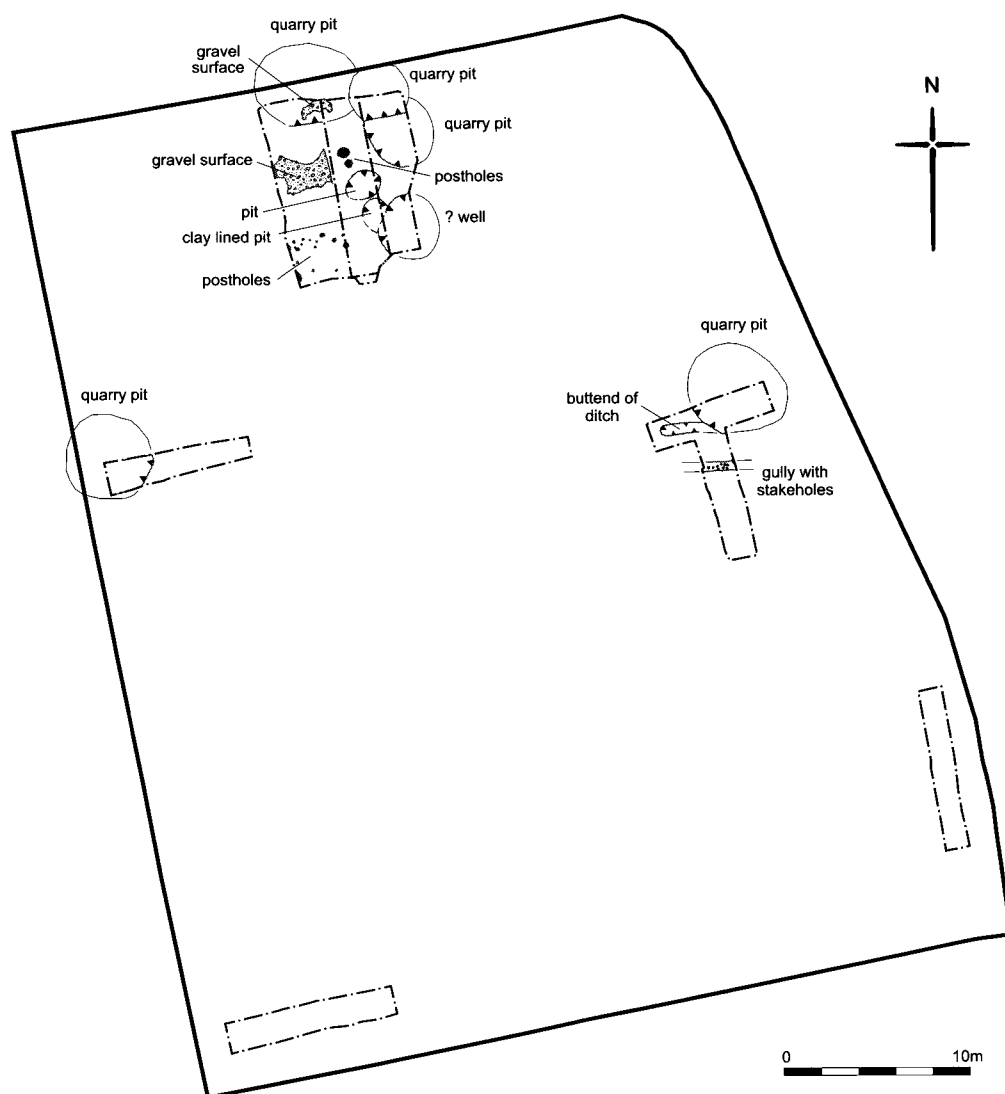 quarry pit
gravel
surface
quarry pit
N
quarry pit
gravel surface
postholes
pit
? well
clay lined pit
postholes
quarry pit
quarry pit
buttend of
ditch
gully with
stakeholes
0 10m